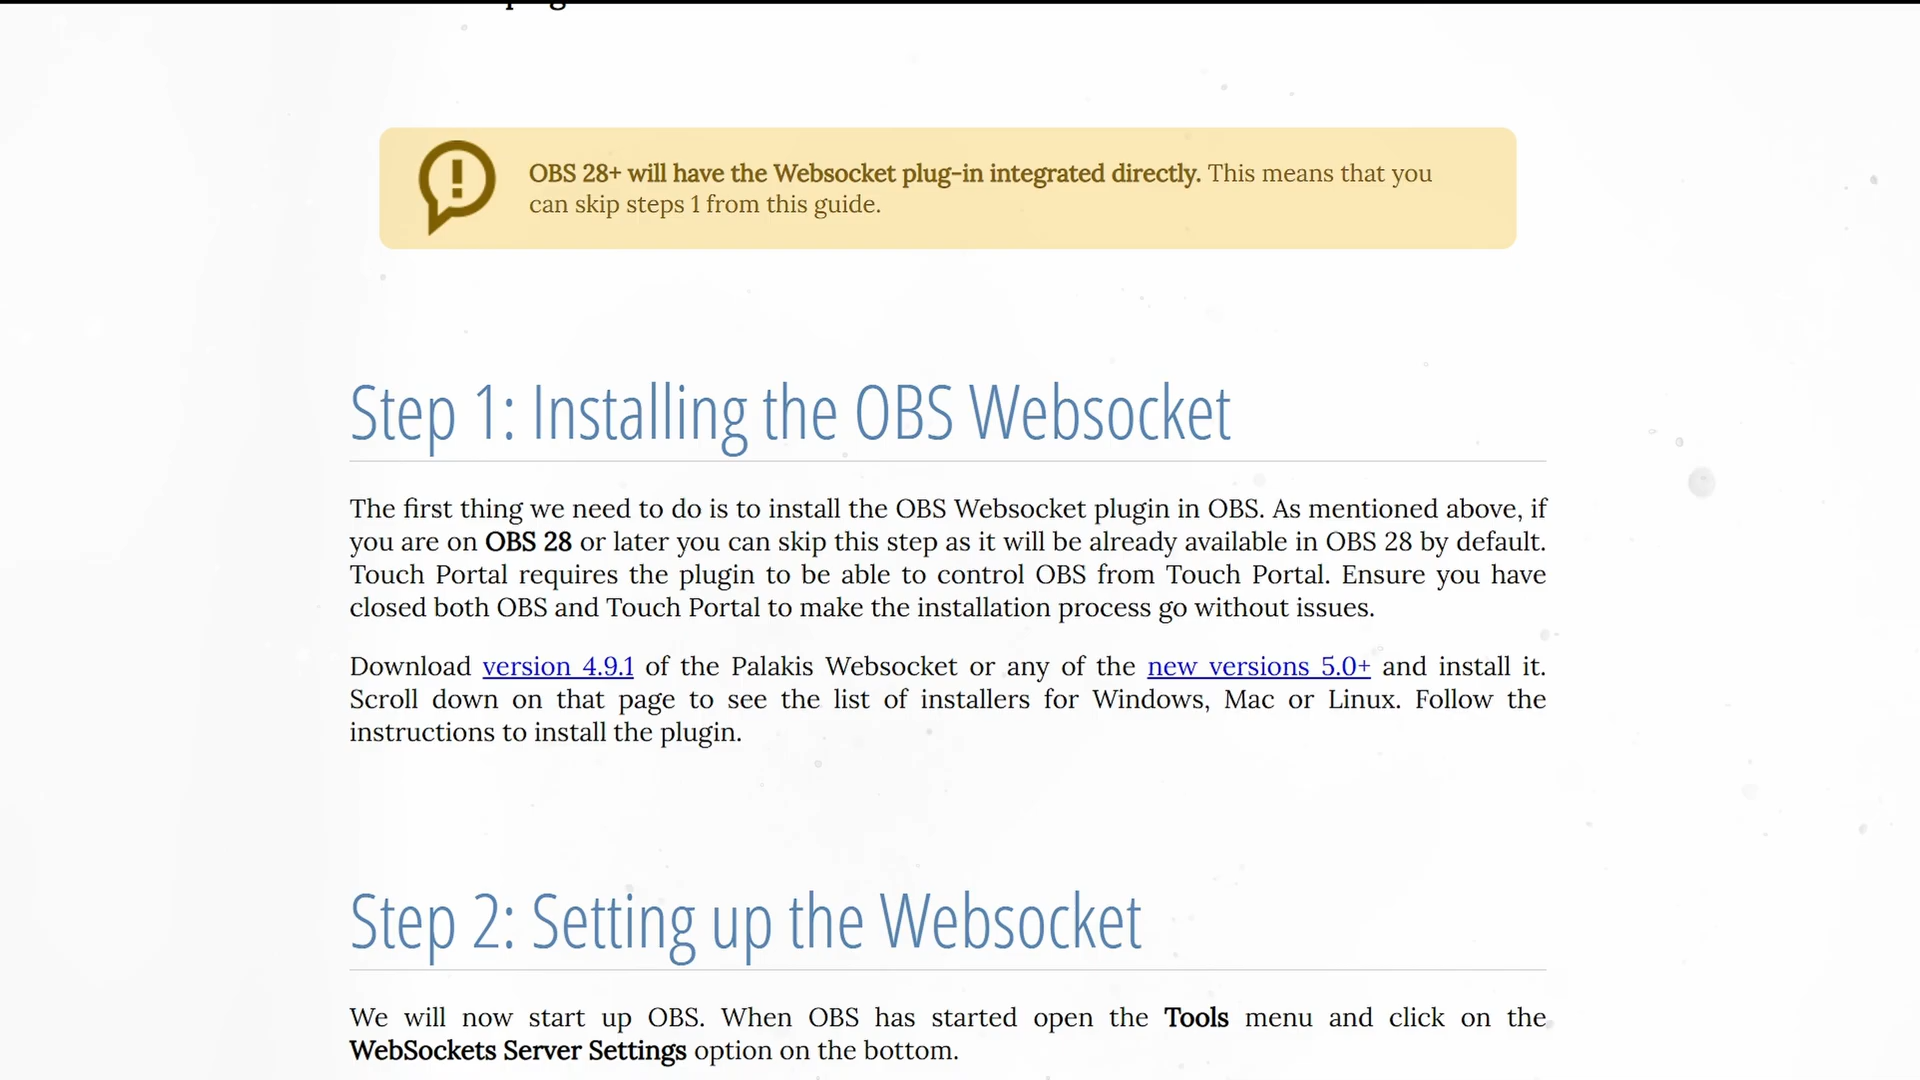 OBS 28+ will have the Websocket plug-in integrated directly. This means that you
can skip steps 1 from this guide.
Step 1: Installing the OBS Websocket
The first thing we need to do is to install the OBS Websocket plugin in OBS. As mentioned above, if
you are on OBS 28 or later you can skip this step as it will be already available in OBS 28 by default.
Touch Portal requires the plugin to be able to control OBS from Touch Portal. Ensure you have
closed both OBS and Touch Portal to make the installation process go without issues.
Download version 4.9.1 of the Palakis Websocket or any of the new versions 5.0+ and install it.
Scroll down on that page to see the list of installers for Windows, Mac or Linux. Follow the
instructions to install the plugin.
Step 2: Setting up the Websocket
We will now start up OBS. When OBS has started open the Tools menu and click on the
WebSockets Server Settings option on the bottom.